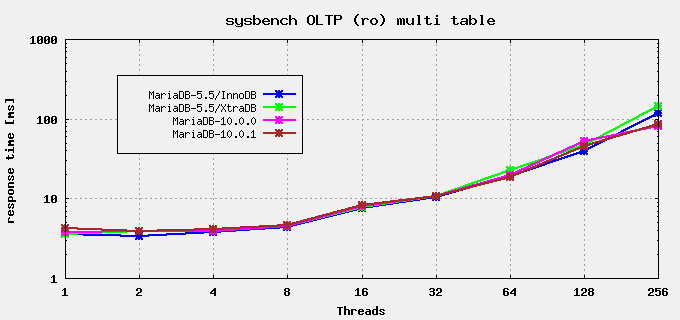 sysbench OLTP (ro) multi table
1000
MariaDB-5.5/InnoDB
MariaDB-5.5/XtraDB
MariaDB-10.0.0
MariaDB-10.0.1
100
10
1
response time [ms]
1 2 4 8 16 32 64 128 256
Threads